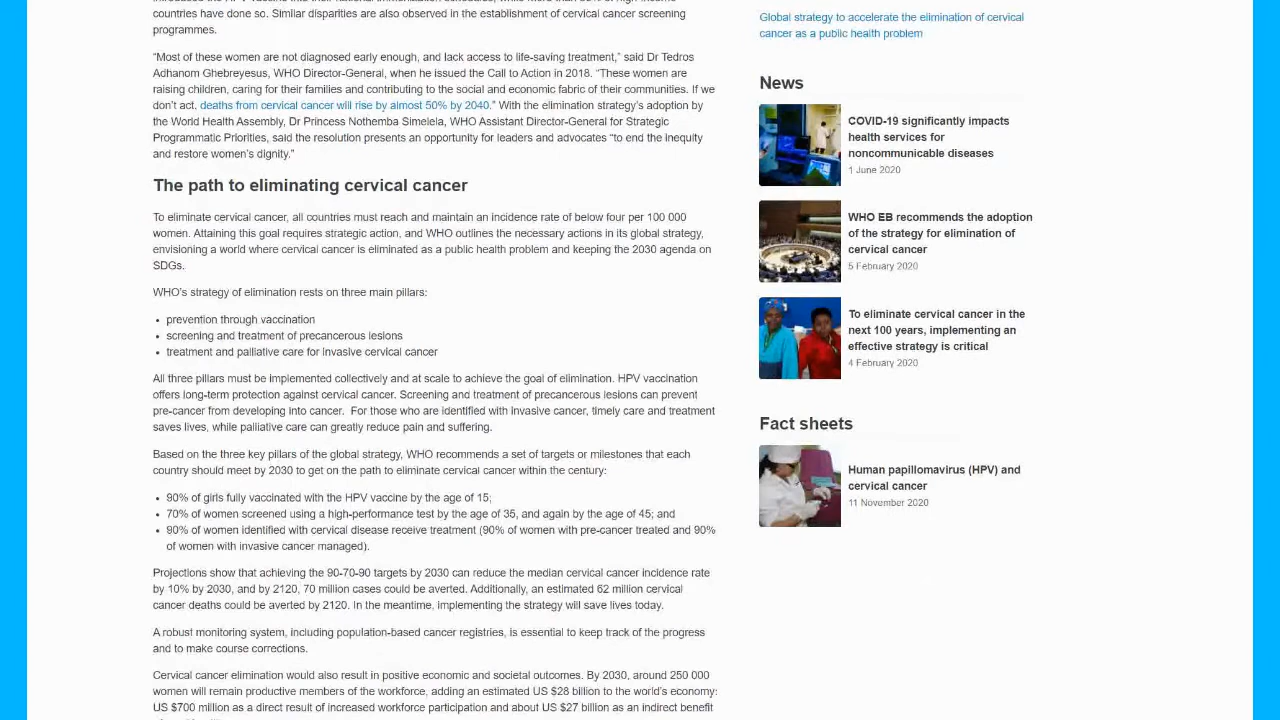 countries have done so. Similar disparities are also observed in the establishment of cervical cancer screening
programmes.
“Most of these women are not diagnosed early enough, and lack access to life-saving treatment,” said Dr Tedros
Adhanom Ghebreyesus, WHO Director-General, when he issued the Call to Action in 2018. “These women are
raising children, caring for their families and contributing to the social and economic fabric of their communities. If we
don’t act, deaths from cervical cancer will rise by almost 50% by 2040.” With the elimination strategy’s adoption by
the World Health Assembly, Dr Princess Nothemba Simelela, WHO Assistant Director-General for Strategic
Programmatic Priorities, said the resolution presents an opportunity for leaders and advocates “to end the inequity
and restore women’s dignity.”
The path to eliminating cervical cancer
To eliminate cervical cancer, all countries must reach and maintain an incidence rate of below four per 100 000
women. Attaining this goal requires strategic action, and WHO outlines the necessary actions in its global strategy,
envisioning a world where cervical cancer is eliminated as a public health problem and keeping the 2030 agenda on
SDGs.
WHO’s strategy of elimination rests on three main pillars:
• prevention through vaccination
• screening and treatment of precancerous lesions
• treatment and palliative care for invasive cervical cancer
All three pillars must be implemented collectively and at scale to achieve the goal of elimination. HPV vaccination
offers long-term protection against cervical cancer. Screening and treatment of precancerous lesions can prevent
pre-cancer from developing into cancer. For those who are identified with invasive cancer, timely care and treatment
saves lives, while palliative care can greatly reduce pain and suffering.
Based on the three key pillars of the global strategy, WHO recommends a set of targets or milestones that each
country should meet by 2030 to get on the path to eliminate cervical cancer within the century:
• 90% of girls fully vaccinated with the HPV vaccine by the age of 15;
• 70% of women screened using a high-performance test by the age of 35, and again by the age of 45; and
• 90% of women identified with cervical disease receive treatment (90% of women with pre-cancer treated and 90%
of women with invasive cancer managed).
Projections show that achieving the 90-70-90 targets by 2030 can reduce the median cervical cancer incidence rate
by 10% by 2030, and by 2120, 70 million cases could be averted. Additionally, an estimated 62 million cervical
cancer deaths could be averted by 2120. In the meantime, implementing the strategy will save lives today.
A robust monitoring system, including population-based cancer registries, is essential to keep track of the progress
and to make course corrections.
Cervical cancer elimination would also result in positive economic and societal outcomes. By 2030, around 250 000
women will remain productive members of the workforce, adding an estimated US $28 billion to the world’s economy:
US $700 million as a direct result of increased workforce participation and about US $27 billion as an indirect benefit
Global strategy to accelerate the elimination of cervical
cancer as a public health problem
News
COVID-19 significantly impacts
health services for
noncommunicable diseases
1 June 2020
WHO EB recommends the adoption
of the strategy for elimination of
cervical cancer
5 February 2020
To eliminate cervical cancer in the
next 100 years, implementing an
effective strategy is critical
4 February 2020
Fact sheets
Human papillomavirus (HPV) and
cervical cancer
11 November 2020